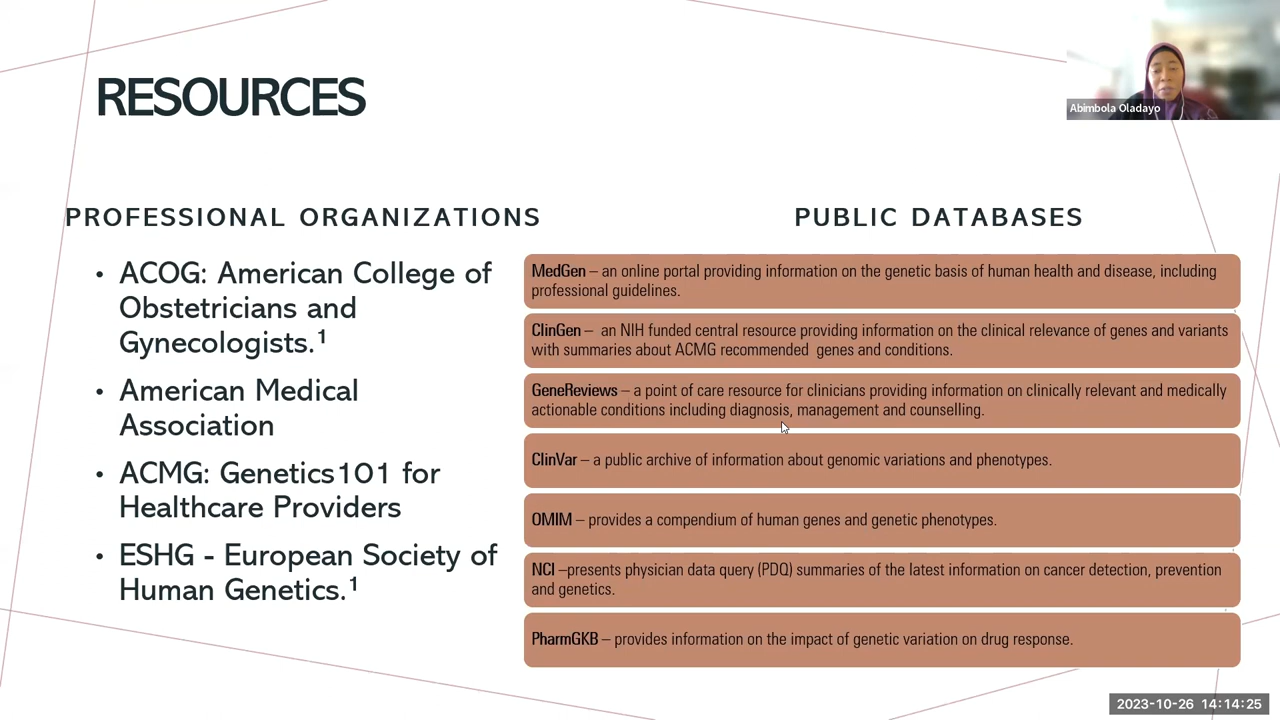 RESOURCES
Abimbola Oladayo
PROFESSIONAL ORGANIZATIONS
• ACOG: American College of
Obstetricians and
Gynecologists.¹
• American Medical
Association
• ACMG: Genetics101 for
Healthcare Providers
• ESHG - European Society of
Human Genetics.¹
PUBLIC DATABASES
MedGen – an online portal providing information on the genetic basis of human health and disease, including
professional guidelines.
ClinGen – an NIH funded central resource providing information on the clinical relevance of genes and variants
with summaries about ACMG recommended genes and conditions.
GeneReviews – a point of care resource for clinicians providing information on clinically relevant and medically
actionable conditions including diagnosis, management and counselling.
ClinVar – a public archive of information about genomic variations and phenotypes.
OMIM – provides a compendium of human genes and genetic phenotypes.
NCI –presents physician data query (PDQ) summaries of the latest information on cancer detection, prevention
and genetics.
PharmGKB – provides information on the impact of genetic variation on drug response.
2023-10-26 14:14:25